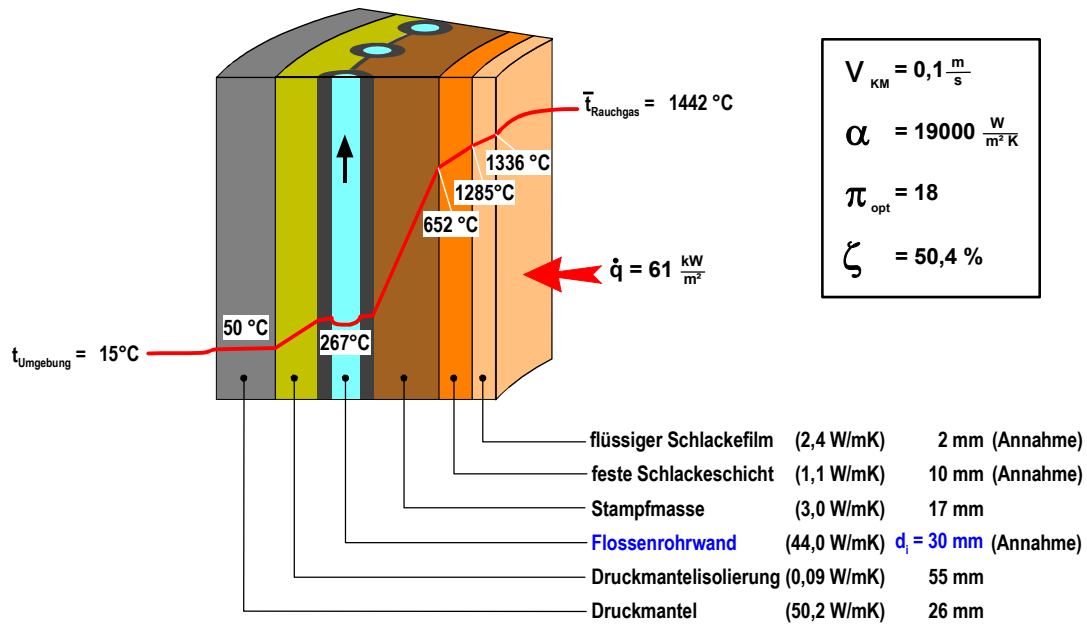 t̄Rauchgas = 1442 °C
1336 °C
1285°C
652 °C
q̇ = 61 kW/m²
50 °C
267°C
tUmgebung = 15°C
V KM = 0,1 m/s
α = 19000 W/m² K
π opt = 18
ζ = 50,4 %
flüssiger Schlackefilm (2,4 W/mK) 2 mm (Annahme)
feste Schlackeschicht (1,1 W/mK) 10 mm (Annahme)
Stampfmasse (3,0 W/mK) 17 mm
Flossenrohrwand (44,0 W/mK) di = 30 mm (Annahme)
Druckmantelisolierung (0,09 W/mK) 55 mm
Druckmantel (50,2 W/mK) 26 mm